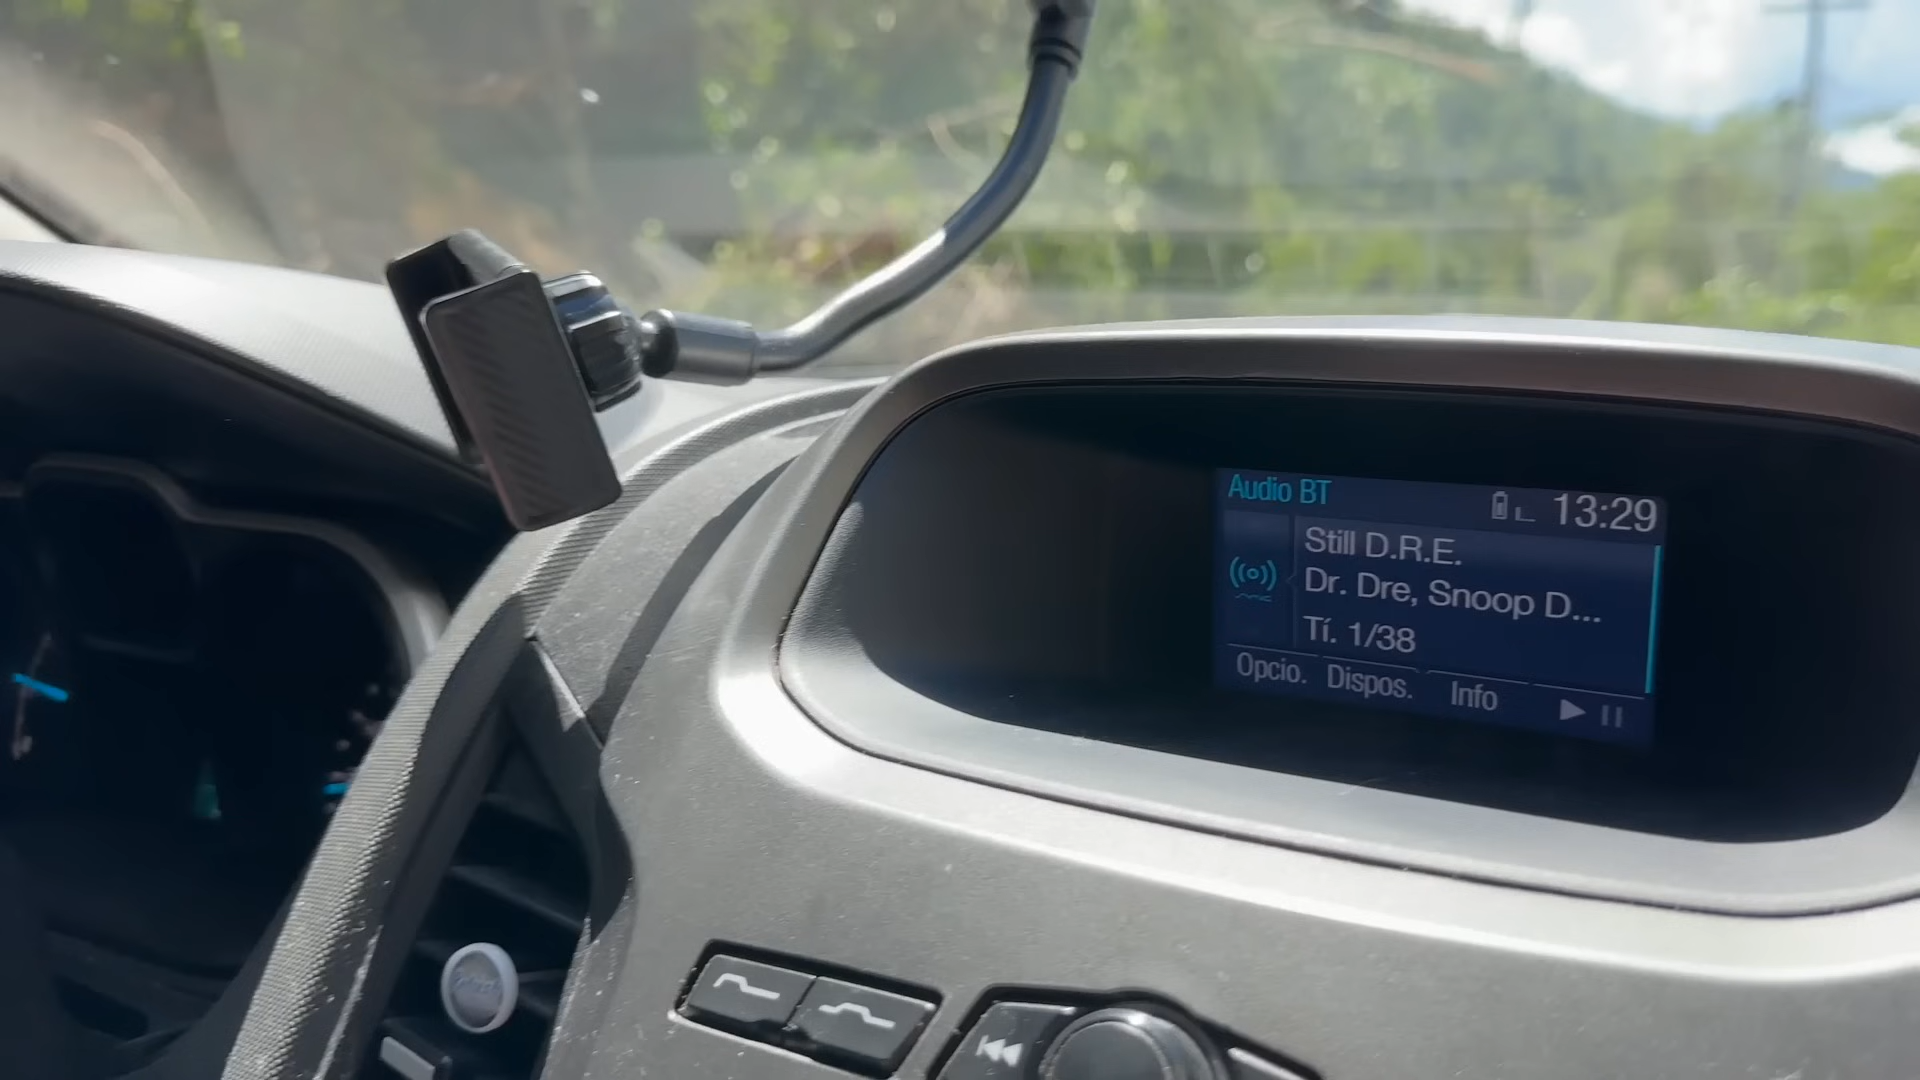 Audio BT 13:29
Still D.R.E.
Dr. Dre, Snoop D...
Tí. 1/38
Opcio. Dispos. Info